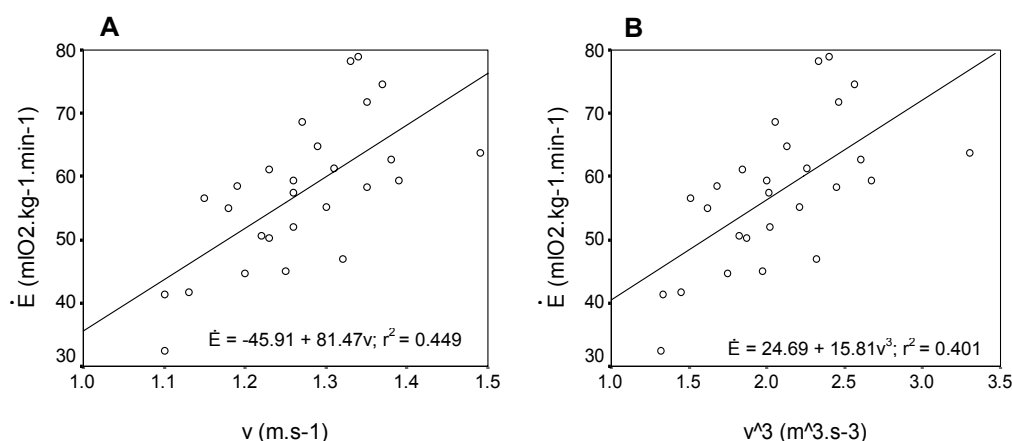 A
80
70
60
50
40
30
Ė (mlO2.kg-1.min-1)
Ė = -45.91 + 81.47v; r² = 0.449
1.0 1.1 1.2 1.3 1.4 1.5
v (m.s-1)
B
80
70
60
50
40
30
Ė (mlO2.kg-1.min-1)
Ė = 24.69 + 15.81v³; r² = 0.401
1.0 1.5 2.0 2.5 3.0 3.5
v^3 (m^3.s-3)